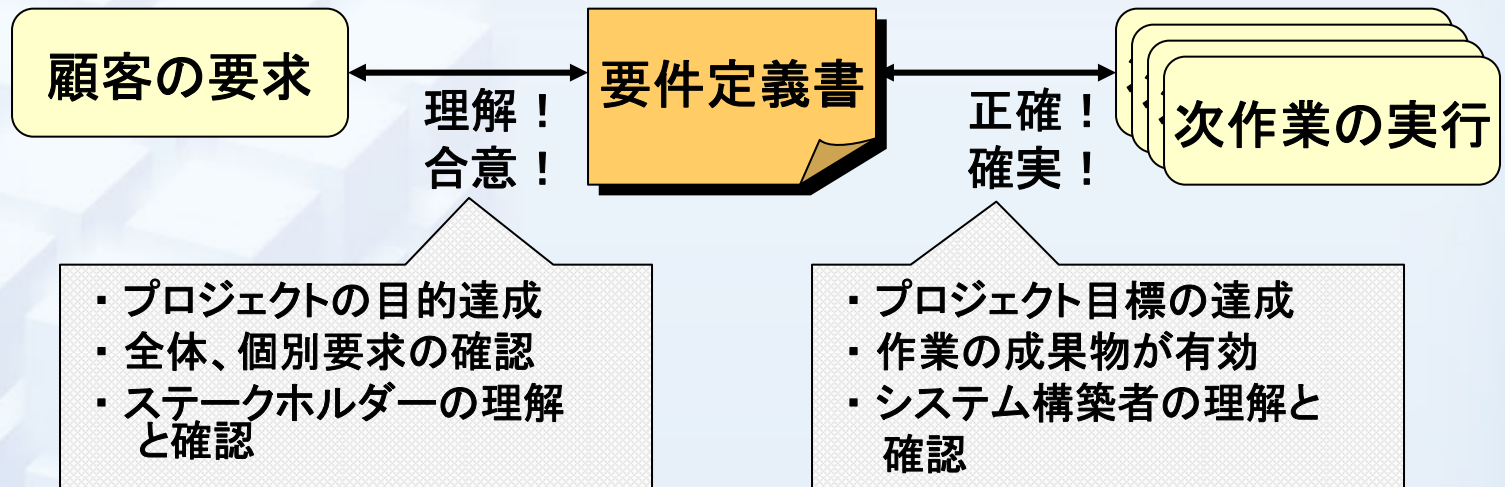 顧客の要求
理解！
合意！
要件定義書
正確！
確実！
次作業の実行
・プロジェクトの目的達成
・全体、個別要求の確認
・ステークホルダーの理解
と確認
・プロジェクト目標の達成
・作業の成果物が有効
・システム構築者の理解と
確認